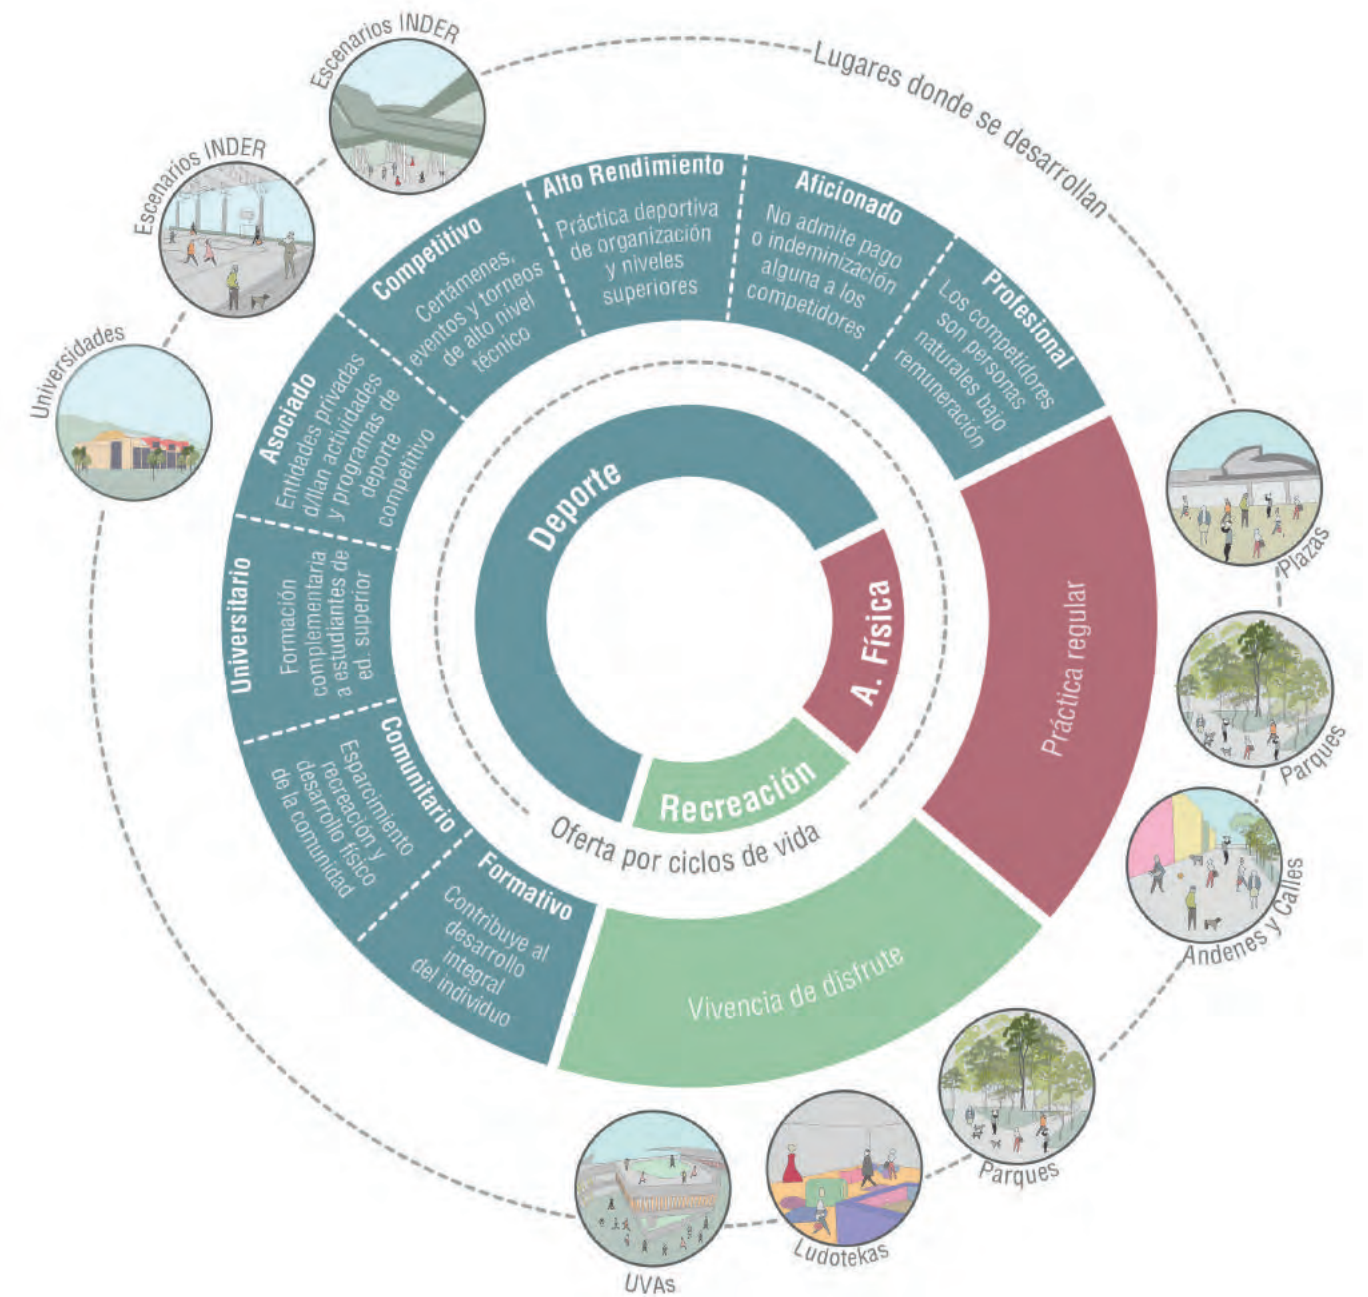 Escenarios INDER
Escenarios INDER
Universidades
Lugares donde se desarrollan
Alto Rendimiento
Práctica deportiva
de organización
y niveles
superiores
Aficionado
No admite pago
o indeminización
alguna a los
competidores
Profesional
Los competidores
son personas
naturales bajo
remuneración
Competitivo
Certámenes,
eventos y torneos
de alto nivel
técnico
Asociado
Entidades privadas
d/llan actividades
y programas de
deporte
competitivo
Universitario
Formación
complementaria
a estudiantes de
ed. superior
Comunitario
Esparcimiento
recreación y
desarrollo físico
de la comunidad
Formativo
Contribuye al
desarrollo
integral
del individuo
Deporte
A. Física
Recreación
Oferta por ciclos de vida
Práctica regular
Vivencia de disfrute
Plazas
Parques
Andenes y Calles
Parques
Ludotekas
UVAs